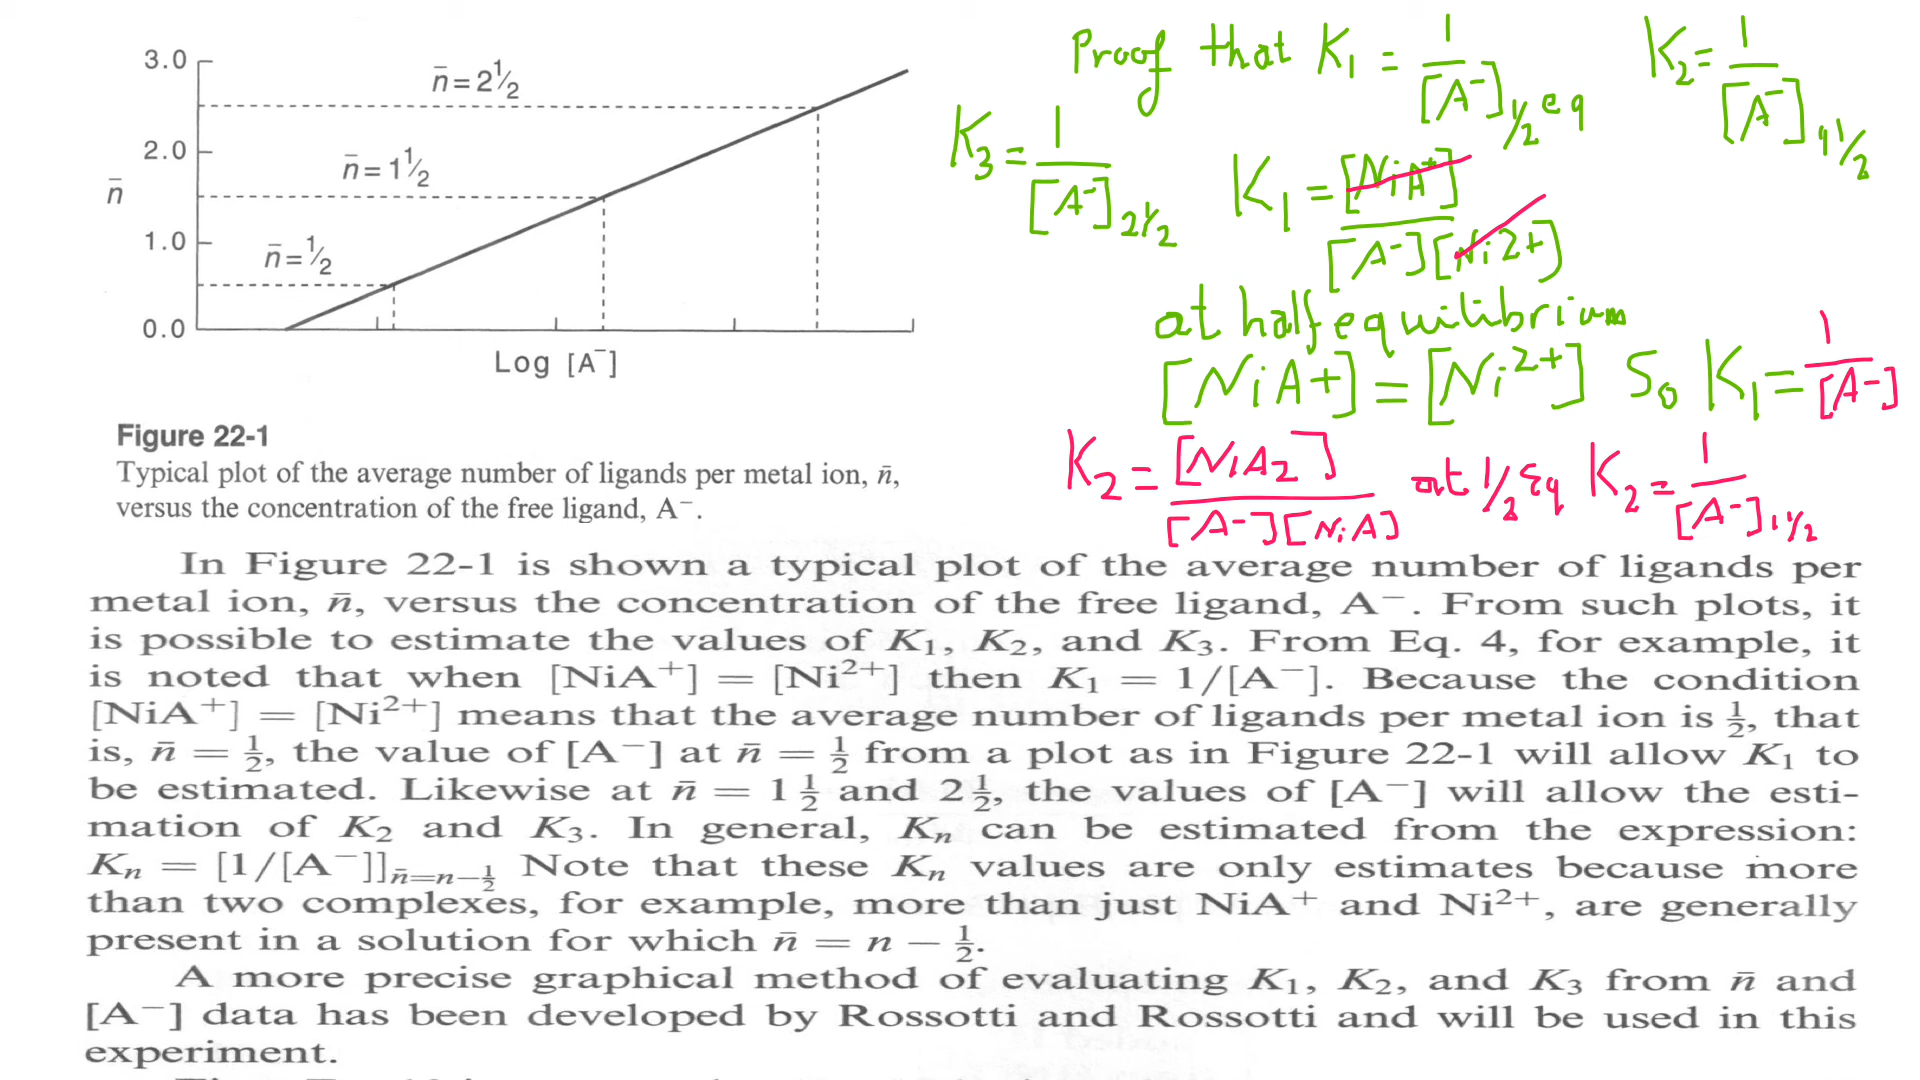 3.0
n̄ = 2½
2.0
n̄ = 1½
n̄
1.0
n̄ = ½
0.0
Log [A⁻]
Figure 22-1
Typical plot of the average number of ligands per metal ion, n̄,
versus the concentration of the free ligand, A⁻.
Proof that K₁ = 1/[A⁻]½ eq K₂ = 1/[A⁻]1½
K₃ = 1/[A⁻]2½ K₁ = [NiA⁺]/[A⁻][Ni2+]
at half equilibrium
[NiA+] = [Ni²⁺] So K₁ = 1/[A-]
K₂ = [NiA₂]/[A-][NiA] at ½ Eq K₂ = 1/[A-]1½
In Figure 22-1 is shown a typical plot of the average number of ligands per
metal ion, n̄, versus the concentration of the free ligand, A⁻. From such plots, it
is possible to estimate the values of K₁, K₂, and K₃. From Eq. 4, for example, it
is noted that when [NiA⁺] = [Ni²⁺] then K₁ = 1/[A⁻]. Because the condition
[NiA⁺] = [Ni²⁺] means that the average number of ligands per metal ion is ½, that
is, n̄ = ½, the value of [A⁻] at n̄ = ½ from a plot as in Figure 22-1 will allow K₁ to
be estimated. Likewise at n̄ = 1½ and 2½, the values of [A⁻] will allow the esti-
mation of K₂ and K₃. In general, Kₙ can be estimated from the expression:
Kₙ = [1/[A⁻]]n̄=n−½ Note that these Kₙ values are only estimates because more
than two complexes, for example, more than just NiA⁺ and Ni²⁺, are generally
present in a solution for which n̄ = n − ½.
A more precise graphical method of evaluating K₁, K₂, and K₃ from n̄ and
[A⁻] data has been developed by Rossotti and Rossotti and will be used in this
experiment.